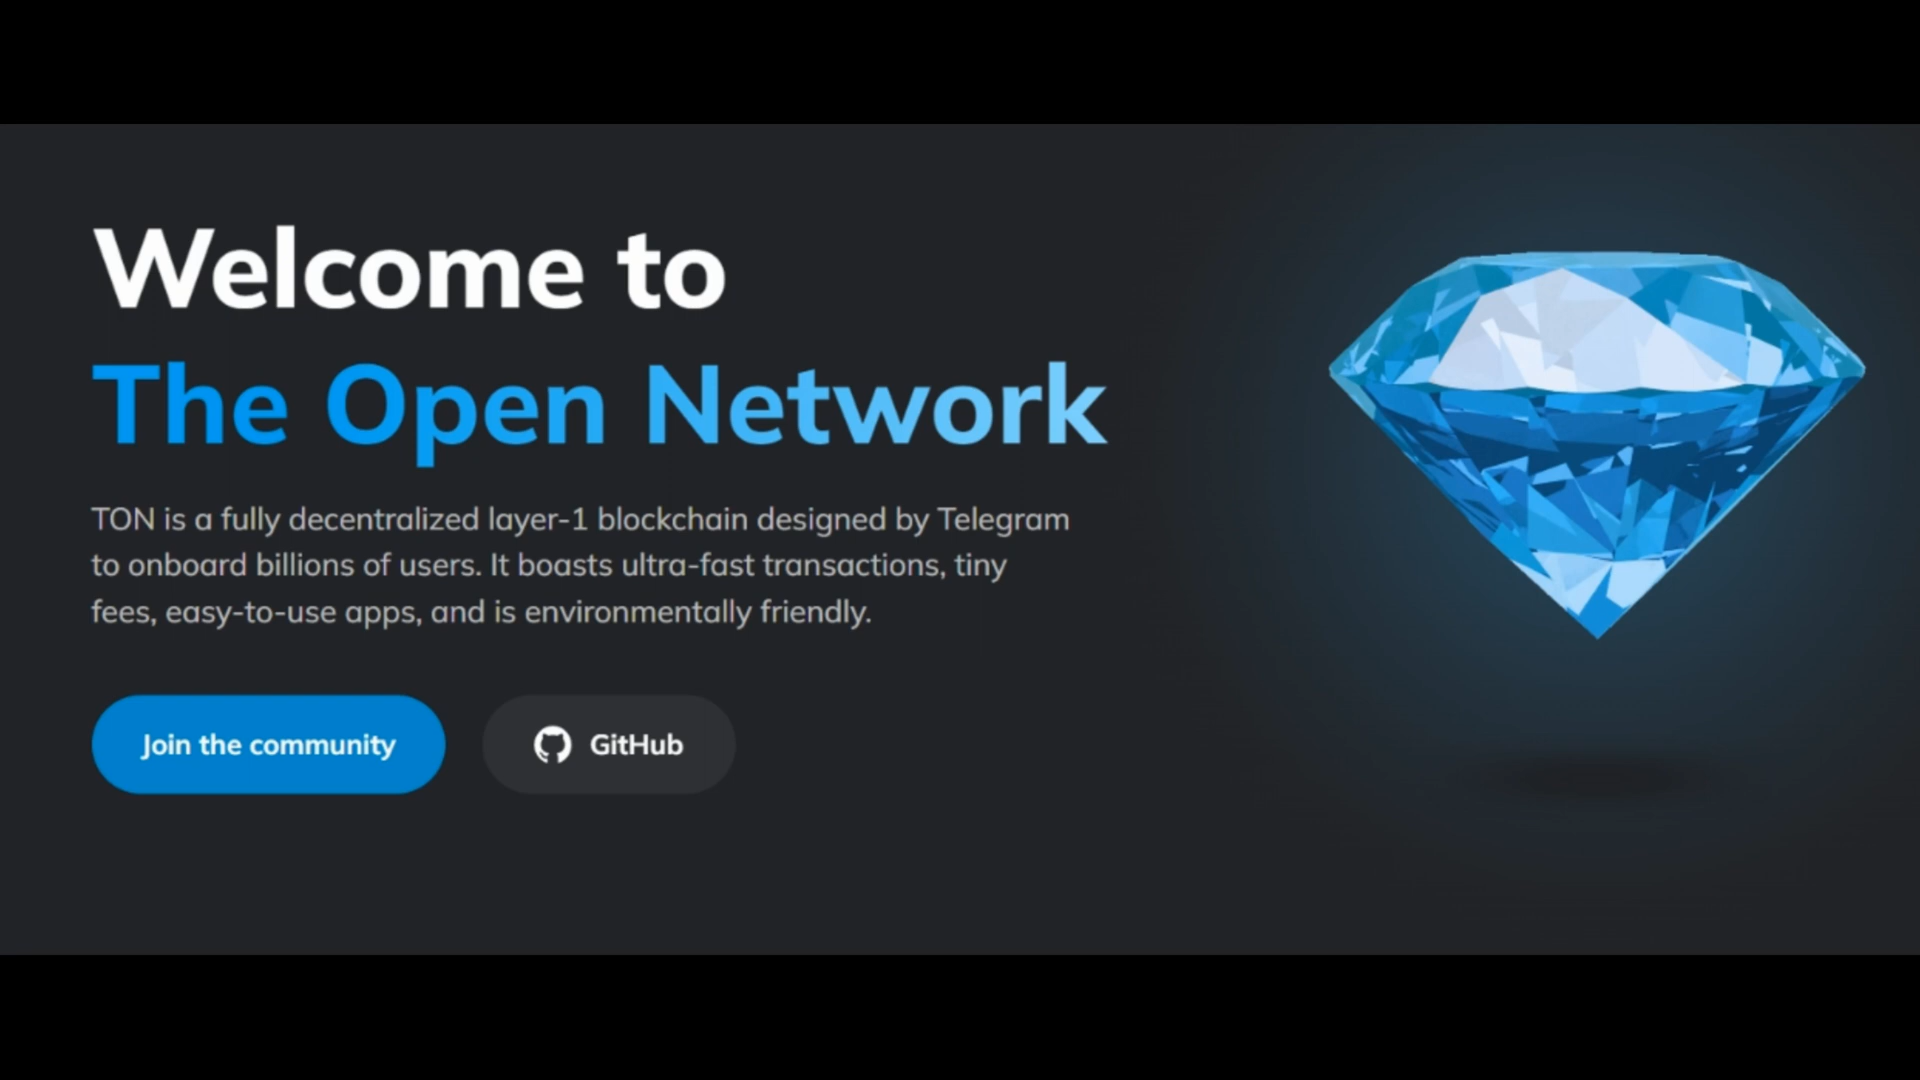 Welcome to
The Open Network
TON is a fully decentralized layer-1 blockchain designed by Telegram
to onboard billions of users. It boasts ultra-fast transactions, tiny
fees, easy-to-use apps, and is environmentally friendly.
Join the community
GitHub